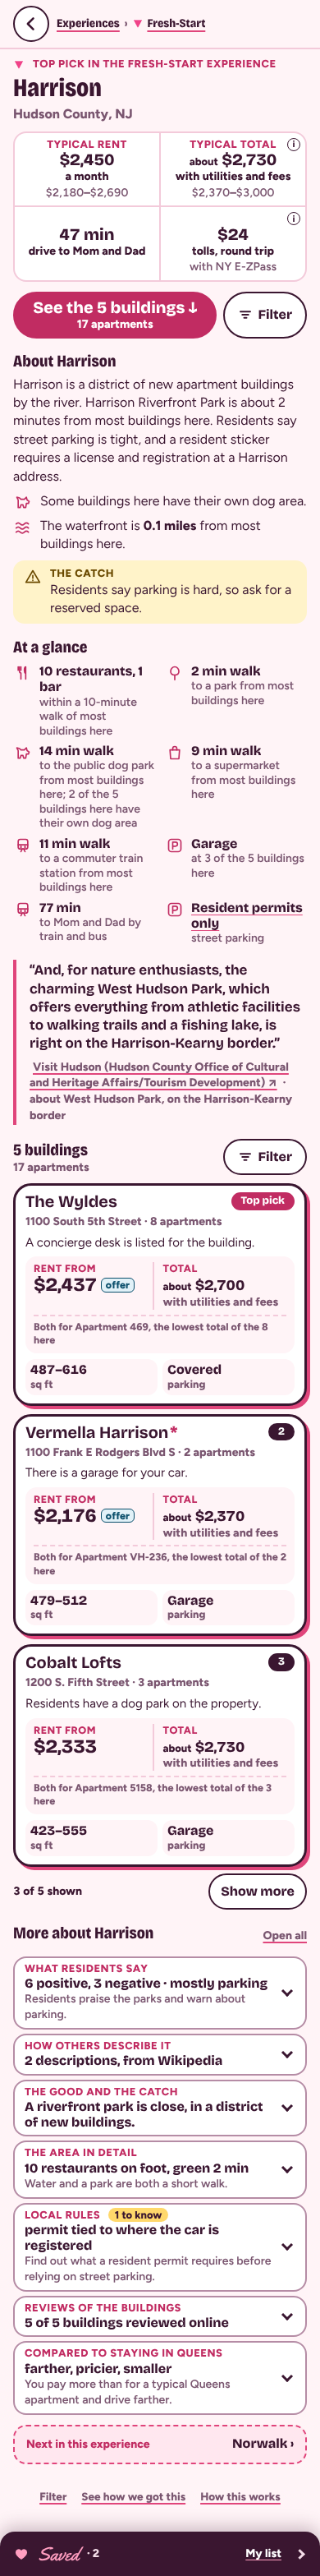 Experiences › ▼ Fresh-Start
▼ TOP PICK IN THE FRESH-START EXPERIENCE
Harrison
Hudson County, NJ
TYPICAL RENT
$2,450
a month
$2,180–$2,690
TYPICAL TOTAL
about $2,730
with utilities and fees
$2,370–$3,000
47 min
drive to Mom and Dad
$24
tolls, round trip
with NY E-ZPass
See the 5 buildings ↓
17 apartments
Filter
About Harrison
Harrison is a district of new apartment buildings
by the river. Harrison Riverfront Park is about 2
minutes from most buildings here. Residents say
street parking is tight, and a resident sticker
requires a license and registration at a Harrison
address.
Some buildings here have their own dog area.
The waterfront is 0.1 miles from most
buildings here.
THE CATCH
Residents say parking is hard, so ask for a
reserved space.
At a glance
10 restaurants, 1
bar
within a 10-minute
walk of most
buildings here
2 min walk
to a park from most
buildings here
14 min walk
to the public dog park
from most buildings
here; 2 of the 5
buildings here have
their own dog area
9 min walk
to a supermarket
from most buildings
here
11 min walk
to a commuter train
station from most
buildings here
Garage
at 3 of the 5 buildings
here
77 min
to Mom and Dad by
train and bus
Resident permits
only
street parking
“And, for nature enthusiasts, the
charming West Hudson Park, which
offers everything from athletic facilities
to walking trails and a fishing lake, is
right on the Harrison-Kearny border.”
Visit Hudson (Hudson County Office of Cultural
and Heritage Affairs/Tourism Development) ↗ ·
about West Hudson Park, on the Harrison-Kearny
border
5 buildings
17 apartments
Filter
The Wyldes
Top pick
1100 South 5th Street · 8 apartments
A concierge desk is listed for the building.
RENT FROM
$2,437 offer
TOTAL
about $2,700
with utilities and fees
Both for Apartment 469, the lowest total of the 8
here
487–616
sq ft
Covered
parking
Vermella Harrison*
2
1100 Frank E Rodgers Blvd S · 2 apartments
There is a garage for your car.
RENT FROM
$2,176 offer
TOTAL
about $2,370
with utilities and fees
Both for Apartment VH-236, the lowest total of the 2
here
479–512
sq ft
Garage
parking
Cobalt Lofts
3
1200 S. Fifth Street · 3 apartments
Residents have a dog park on the property.
RENT FROM
$2,333
TOTAL
about $2,730
with utilities and fees
Both for Apartment 5158, the lowest total of the 3
here
423–555
sq ft
Garage
parking
3 of 5 shown
Show more
More about Harrison
Open all
WHAT RESIDENTS SAY
6 positive, 3 negative · mostly parking
Residents praise the parks and warn about
parking.
HOW OTHERS DESCRIBE IT
2 descriptions, from Wikipedia
THE GOOD AND THE CATCH
A riverfront park is close, in a district
of new buildings.
THE AREA IN DETAIL
10 restaurants on foot, green 2 min
Water and a park are both a short walk.
LOCAL RULES 1 to know
permit tied to where the car is
registered
Find out what a resident permit requires before
relying on street parking.
REVIEWS OF THE BUILDINGS
5 of 5 buildings reviewed online
COMPARED TO STAYING IN QUEENS
farther, pricier, smaller
You pay more than for a typical Queens
apartment and drive farther.
Next in this experience
Norwalk ›
Filter
See how we got this
How this works
Saved · 2
My list ›